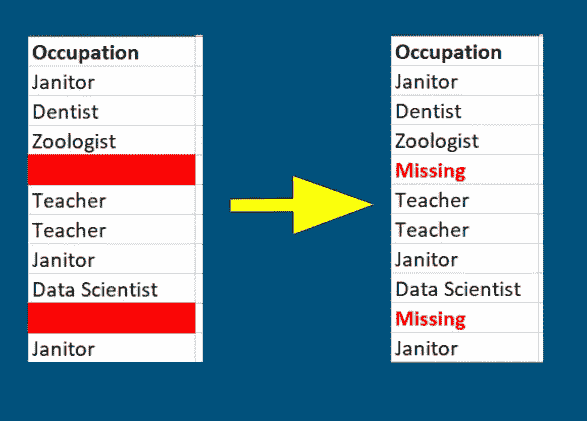 Occupation
Janitor
Dentist
Zoologist
Teacher
Teacher
Janitor
Data Scientist
Janitor
Occupation
Janitor
Dentist
Zoologist
Missing
Teacher
Teacher
Janitor
Data Scientist
Missing
Janitor